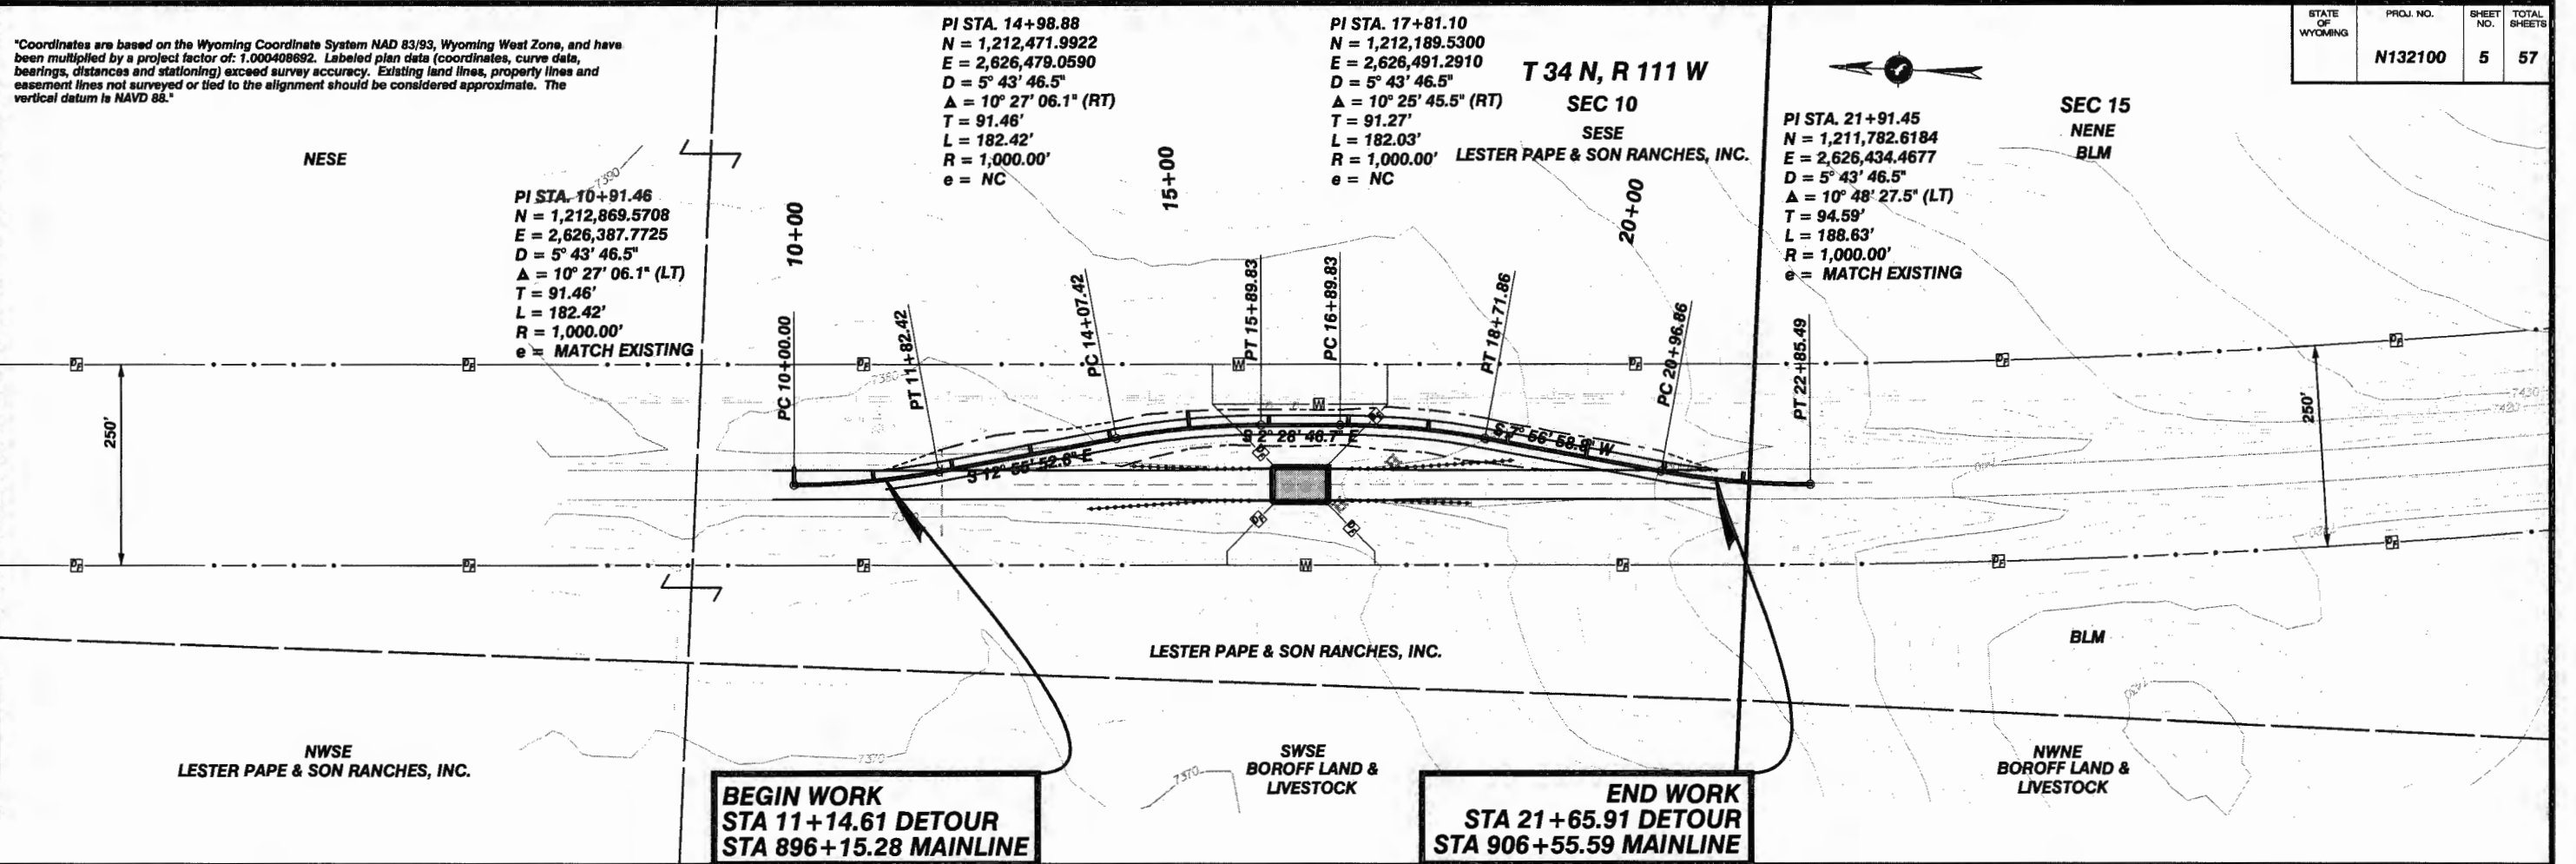 "Coordinates are based on the Wyoming Coordinate System NAD 83/93, Wyoming West Zone, and have
been multiplied by a project factor of: 1.000408692. Labeled plan data (coordinates, curve data,
bearings, distances and stationing) exceed survey accuracy. Existing land lines, property lines and
easement lines not surveyed or tied to the alignment should be considered approximate. The
vertical datum is NAVD 88."
STATE
OF
WYOMING
PROJ. NO.
N132100
SHEET
NO.
5
TOTAL
SHEETS
57
NESE
7390
PI STA. 10+91.46
N = 1,212,869.5708
E = 2,626,387.7725
D = 5° 43' 46.5"
Δ = 10° 27' 06.1" (LT)
T = 91.46'
L = 182.42'
R = 1,000.00'
e = MATCH EXISTING
PI STA. 14+98.88
N = 1,212,471.9922
E = 2,626,479.0590
D = 5° 43' 46.5"
Δ = 10° 27' 06.1" (RT)
T = 91.46'
L = 182.42'
R = 1,000.00'
e = NC
PI STA. 17+81.10
N = 1,212,189.5300
E = 2,626,491.2910
D = 5° 43' 46.5"
Δ = 10° 25' 45.5" (RT)
T = 91.27'
L = 182.03'
R = 1,000.00'
e = NC
T 34 N, R 111 W
SEC 10
SESE
LESTER PAPE & SON RANCHES, INC.
SEC 15
NENE
BLM
PI STA. 21+91.45
N = 1,211,782.6184
E = 2,626,434.4677
D = 5° 43' 46.5"
Δ = 10° 48' 27.5" (LT)
T = 94.59'
L = 188.63'
R = 1,000.00'
e = MATCH EXISTING
10+00
15+00
20+00
PC 10+00.00
PT 11+82.42
PC 14+07.42
PT 15+89.83
PC 16+89.83
PT 18+71.86
PC 20+96.86
PT 22+85.49
250'
7380
S 12° 55' 52.8" E
S 2° 28' 46.7" E
W
W
W
250'
7430
7420
LESTER PAPE & SON RANCHES, INC.
BLM
7370
7370
NWSE
LESTER PAPE & SON RANCHES, INC.
SWSE
BOROFF LAND &
LIVESTOCK
NWNE
BOROFF LAND &
LIVESTOCK
BEGIN WORK
STA 11+14.61 DETOUR
STA 896+15.28 MAINLINE
END WORK
STA 21+65.91 DETOUR
STA 906+55.59 MAINLINE